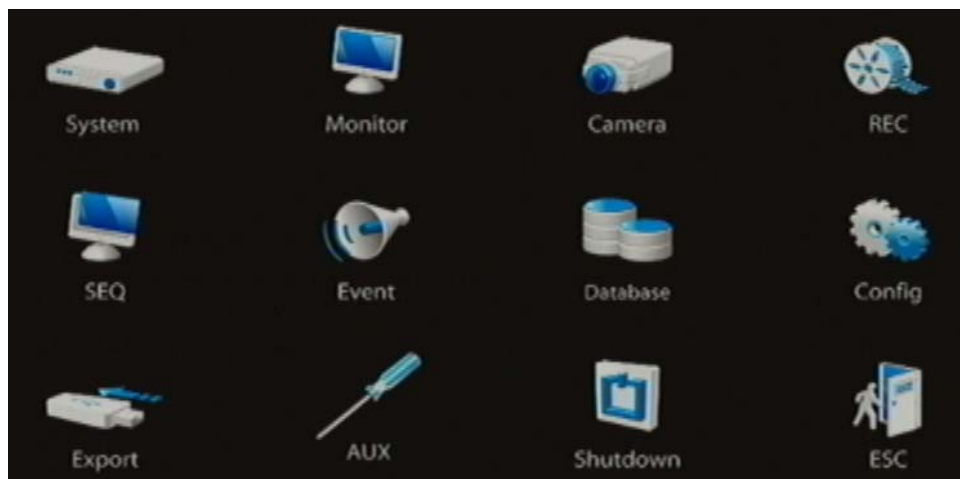 System Monitor Camera REC
SEQ Event Database Config
Export AUX Shutdown ESC